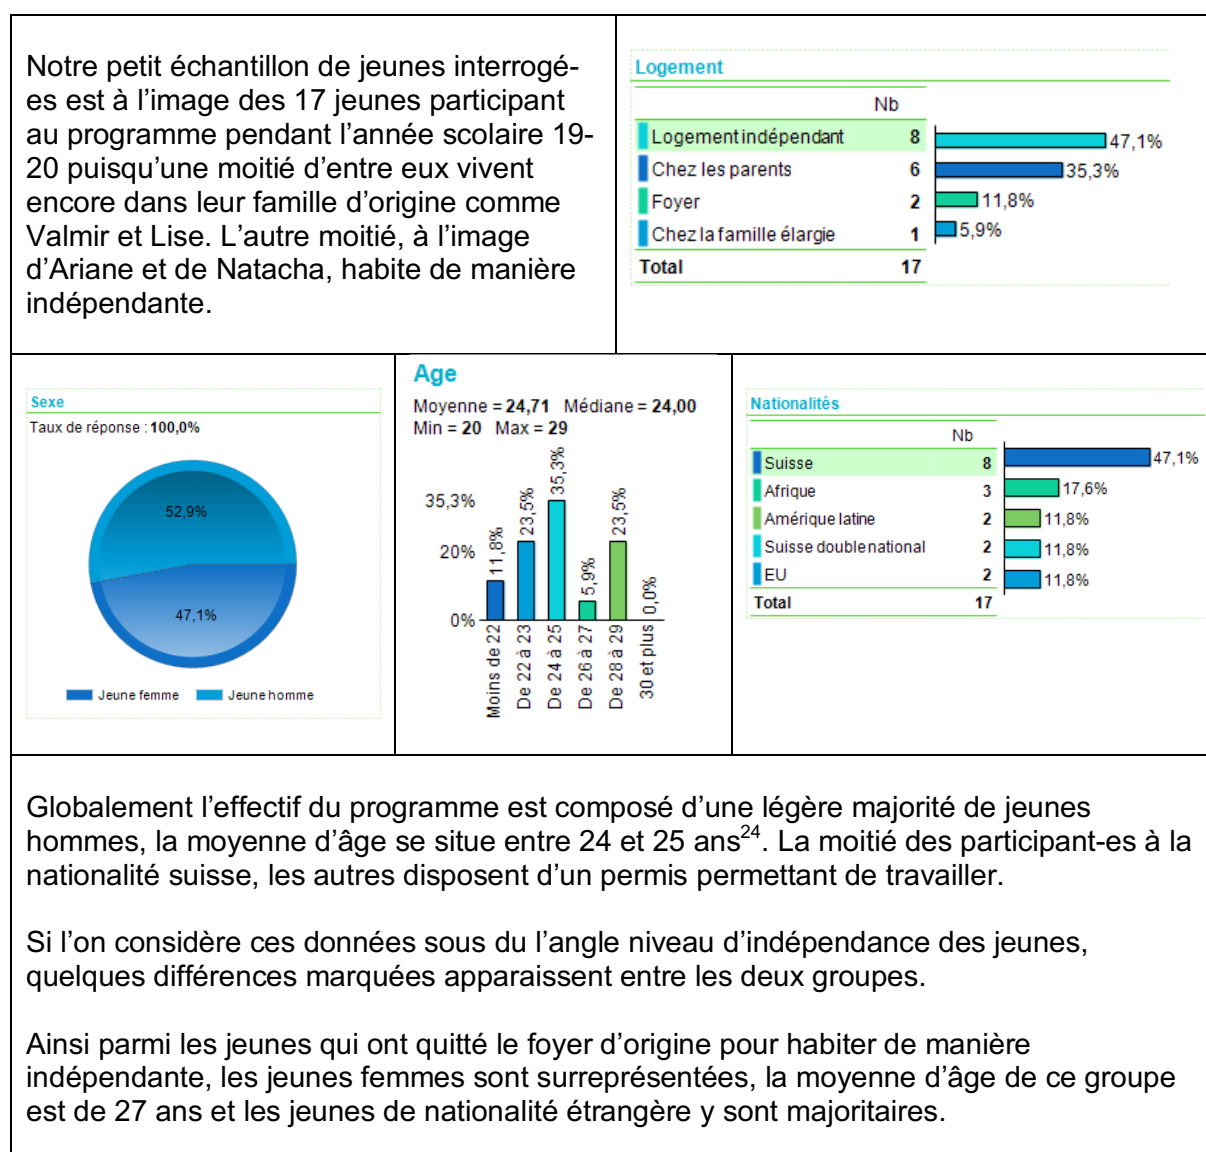 Notre petit échantillon de jeunes interrogé-
es est à l’image des 17 jeunes participant
au programme pendant l’année scolaire 19-
20 puisqu’une moitié d’entre eux vivent
encore dans leur famille d’origine comme
Valmir et Lise. L’autre moitié, à l’image
d’Ariane et de Natacha, habite de manière
indépendante.
Logement
Nb
Logement indépendant 8 47,1%
Chez les parents 6 35,3%
Foyer 2 11,8%
Chez la famille élargie 1 5,9%
Total 17
Sexe
Taux de réponse : 100,0%
52,9%
47,1%
Jeune femme Jeune homme
Age
Moyenne = 24,71 Médiane = 24,00
Min = 20 Max = 29
35,3%
20%
0%
11,8% 23,5% 35,3% 5,9% 23,5% 0,0%
Moins de 22
De 22 à 23
De 24 à 25
De 26 à 27
De 28 à 29
30 et plus
Nationalités
Nb
Suisse 8 47,1%
Afrique 3 17,6%
Amérique latine 2 11,8%
Suisse double national 2 11,8%
EU 2 11,8%
Total 17
Globalement l’effectif du programme est composé d’une légère majorité de jeunes
hommes, la moyenne d’âge se situe entre 24 et 25 ans24. La moitié des participant-es à la
nationalité suisse, les autres disposent d’un permis permettant de travailler.
Si l’on considère ces données sous du l’angle niveau d’indépendance des jeunes,
quelques différences marquées apparaissent entre les deux groupes.
Ainsi parmi les jeunes qui ont quitté le foyer d’origine pour habiter de manière
indépendante, les jeunes femmes sont surreprésentées, la moyenne d’âge de ce groupe
est de 27 ans et les jeunes de nationalité étrangère y sont majoritaires.